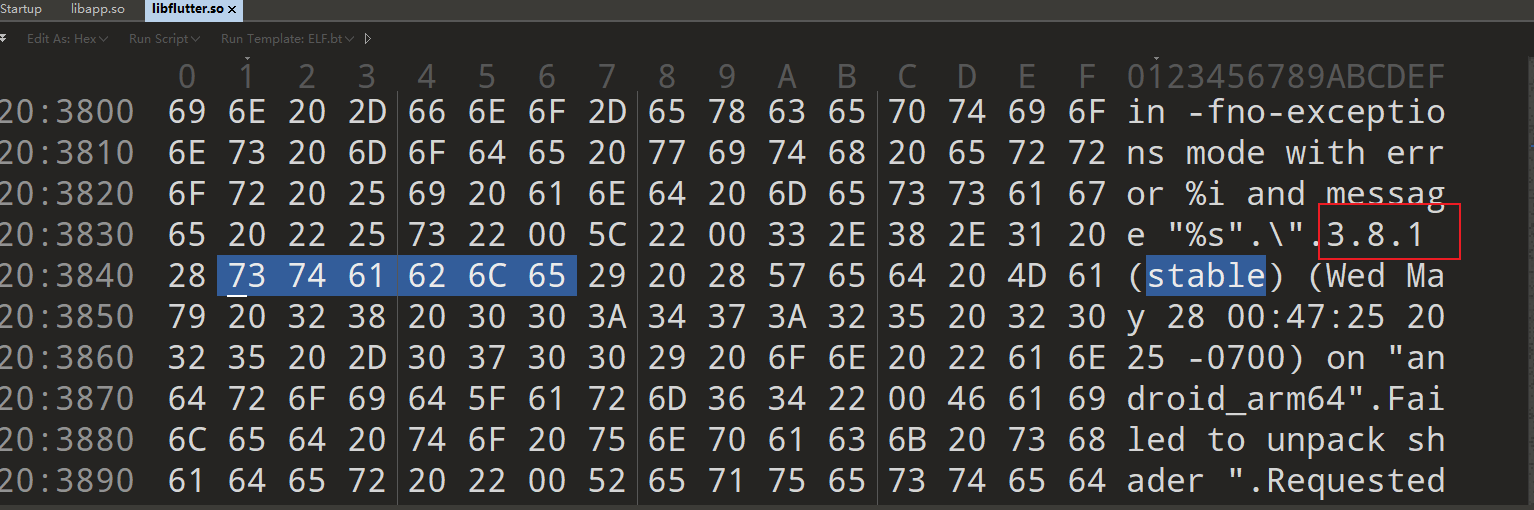 Startup libapp.so libflutter.so ×
Edit As: Hex Run Script Run Template: ELF.bt
0 1 2 3 4 5 6 7 8 9 A B C D E F 0123456789ABCDEF
20:3800 69 6E 20 2D 66 6E 6F 2D 65 78 63 65 70 74 69 6F in -fno-exceptio
20:3810 6E 73 20 6D 6F 64 65 20 77 69 74 68 20 65 72 72 ns mode with err
20:3820 6F 72 20 25 69 20 61 6E 64 20 6D 65 73 73 61 67 or %i and messag
20:3830 65 20 22 25 73 22 00 5C 22 00 33 2E 38 2E 31 20 e "%s".\".3.8.1
20:3840 28 73 74 61 62 6C 65 29 20 28 57 65 64 20 4D 61 (stable) (Wed Ma
20:3850 79 20 32 38 20 30 30 3A 34 37 3A 32 35 20 32 30 y 28 00:47:25 20
20:3860 32 35 20 2D 30 37 30 30 29 20 6F 6E 20 22 61 6E 25 -0700) on "an
20:3870 64 72 6F 69 64 5F 61 72 6D 36 34 22 00 46 61 69 droid_arm64".Fai
20:3880 6C 65 64 20 74 6F 20 75 6E 70 61 63 6B 20 73 68 led to unpack sh
20:3890 61 64 65 72 20 22 00 52 65 71 75 65 73 74 65 64 ader ".Requested